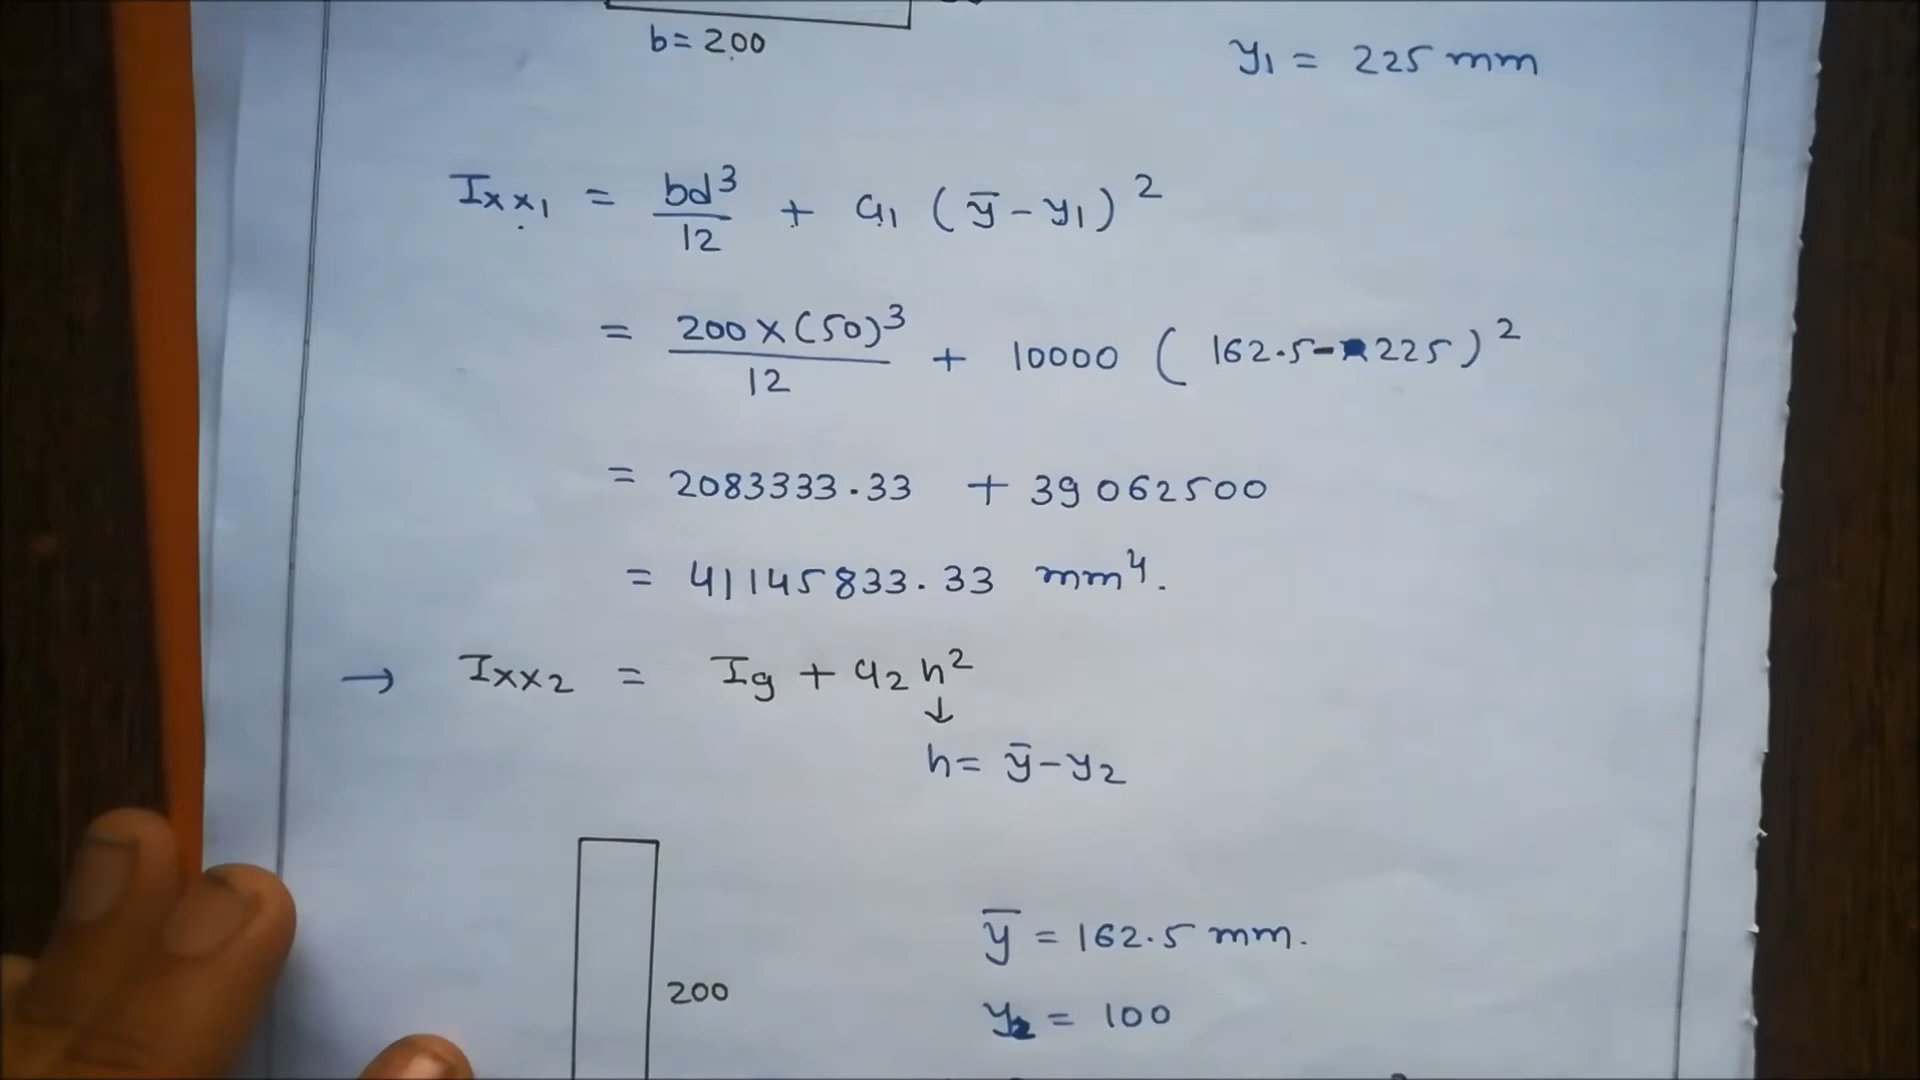 b = 200
y1 = 225 mm
Ixx1 = bd³/12 + a1 (ȳ - y1)²
= 200 × (50)³/12 + 10000 (162.5 - 225)²
= 2083333.33 + 39062500
= 41145833.33 mm⁴.
→ Ixx2 = Ig + a2 h²
↓
h = ȳ - y2
200
ȳ = 162.5 mm.
y2 = 100